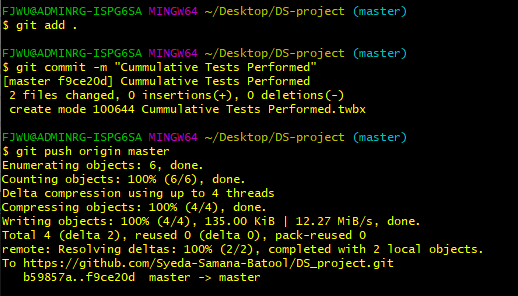 FJWU@ADMINRG-ISPG6SA MINGW64 ~/Desktop/DS-project (master)
$ git add .
FJWU@ADMINRG-ISPG6SA MINGW64 ~/Desktop/DS-project (master)
$ git commit -m "Cummulative Tests Performed"
[master f9ce20d] Cummulative Tests Performed
 2 files changed, 0 insertions(+), 0 deletions(-)
 create mode 100644 Cummulative Tests Performed.twbx
FJWU@ADMINRG-ISPG6SA MINGW64 ~/Desktop/DS-project (master)
$ git push origin master
Enumerating objects: 6, done.
Counting objects: 100% (6/6), done.
Delta compression using up to 4 threads
Compressing objects: 100% (4/4), done.
Writing objects: 100% (4/4), 135.00 KiB | 12.27 MiB/s, done.
Total 4 (delta 2), reused 0 (delta 0), pack-reused 0
remote: Resolving deltas: 100% (2/2), completed with 2 local objects.
To https://github.com/Syeda-Samana-Batool/DS_project.git
   b59857a..f9ce20d  master -> master